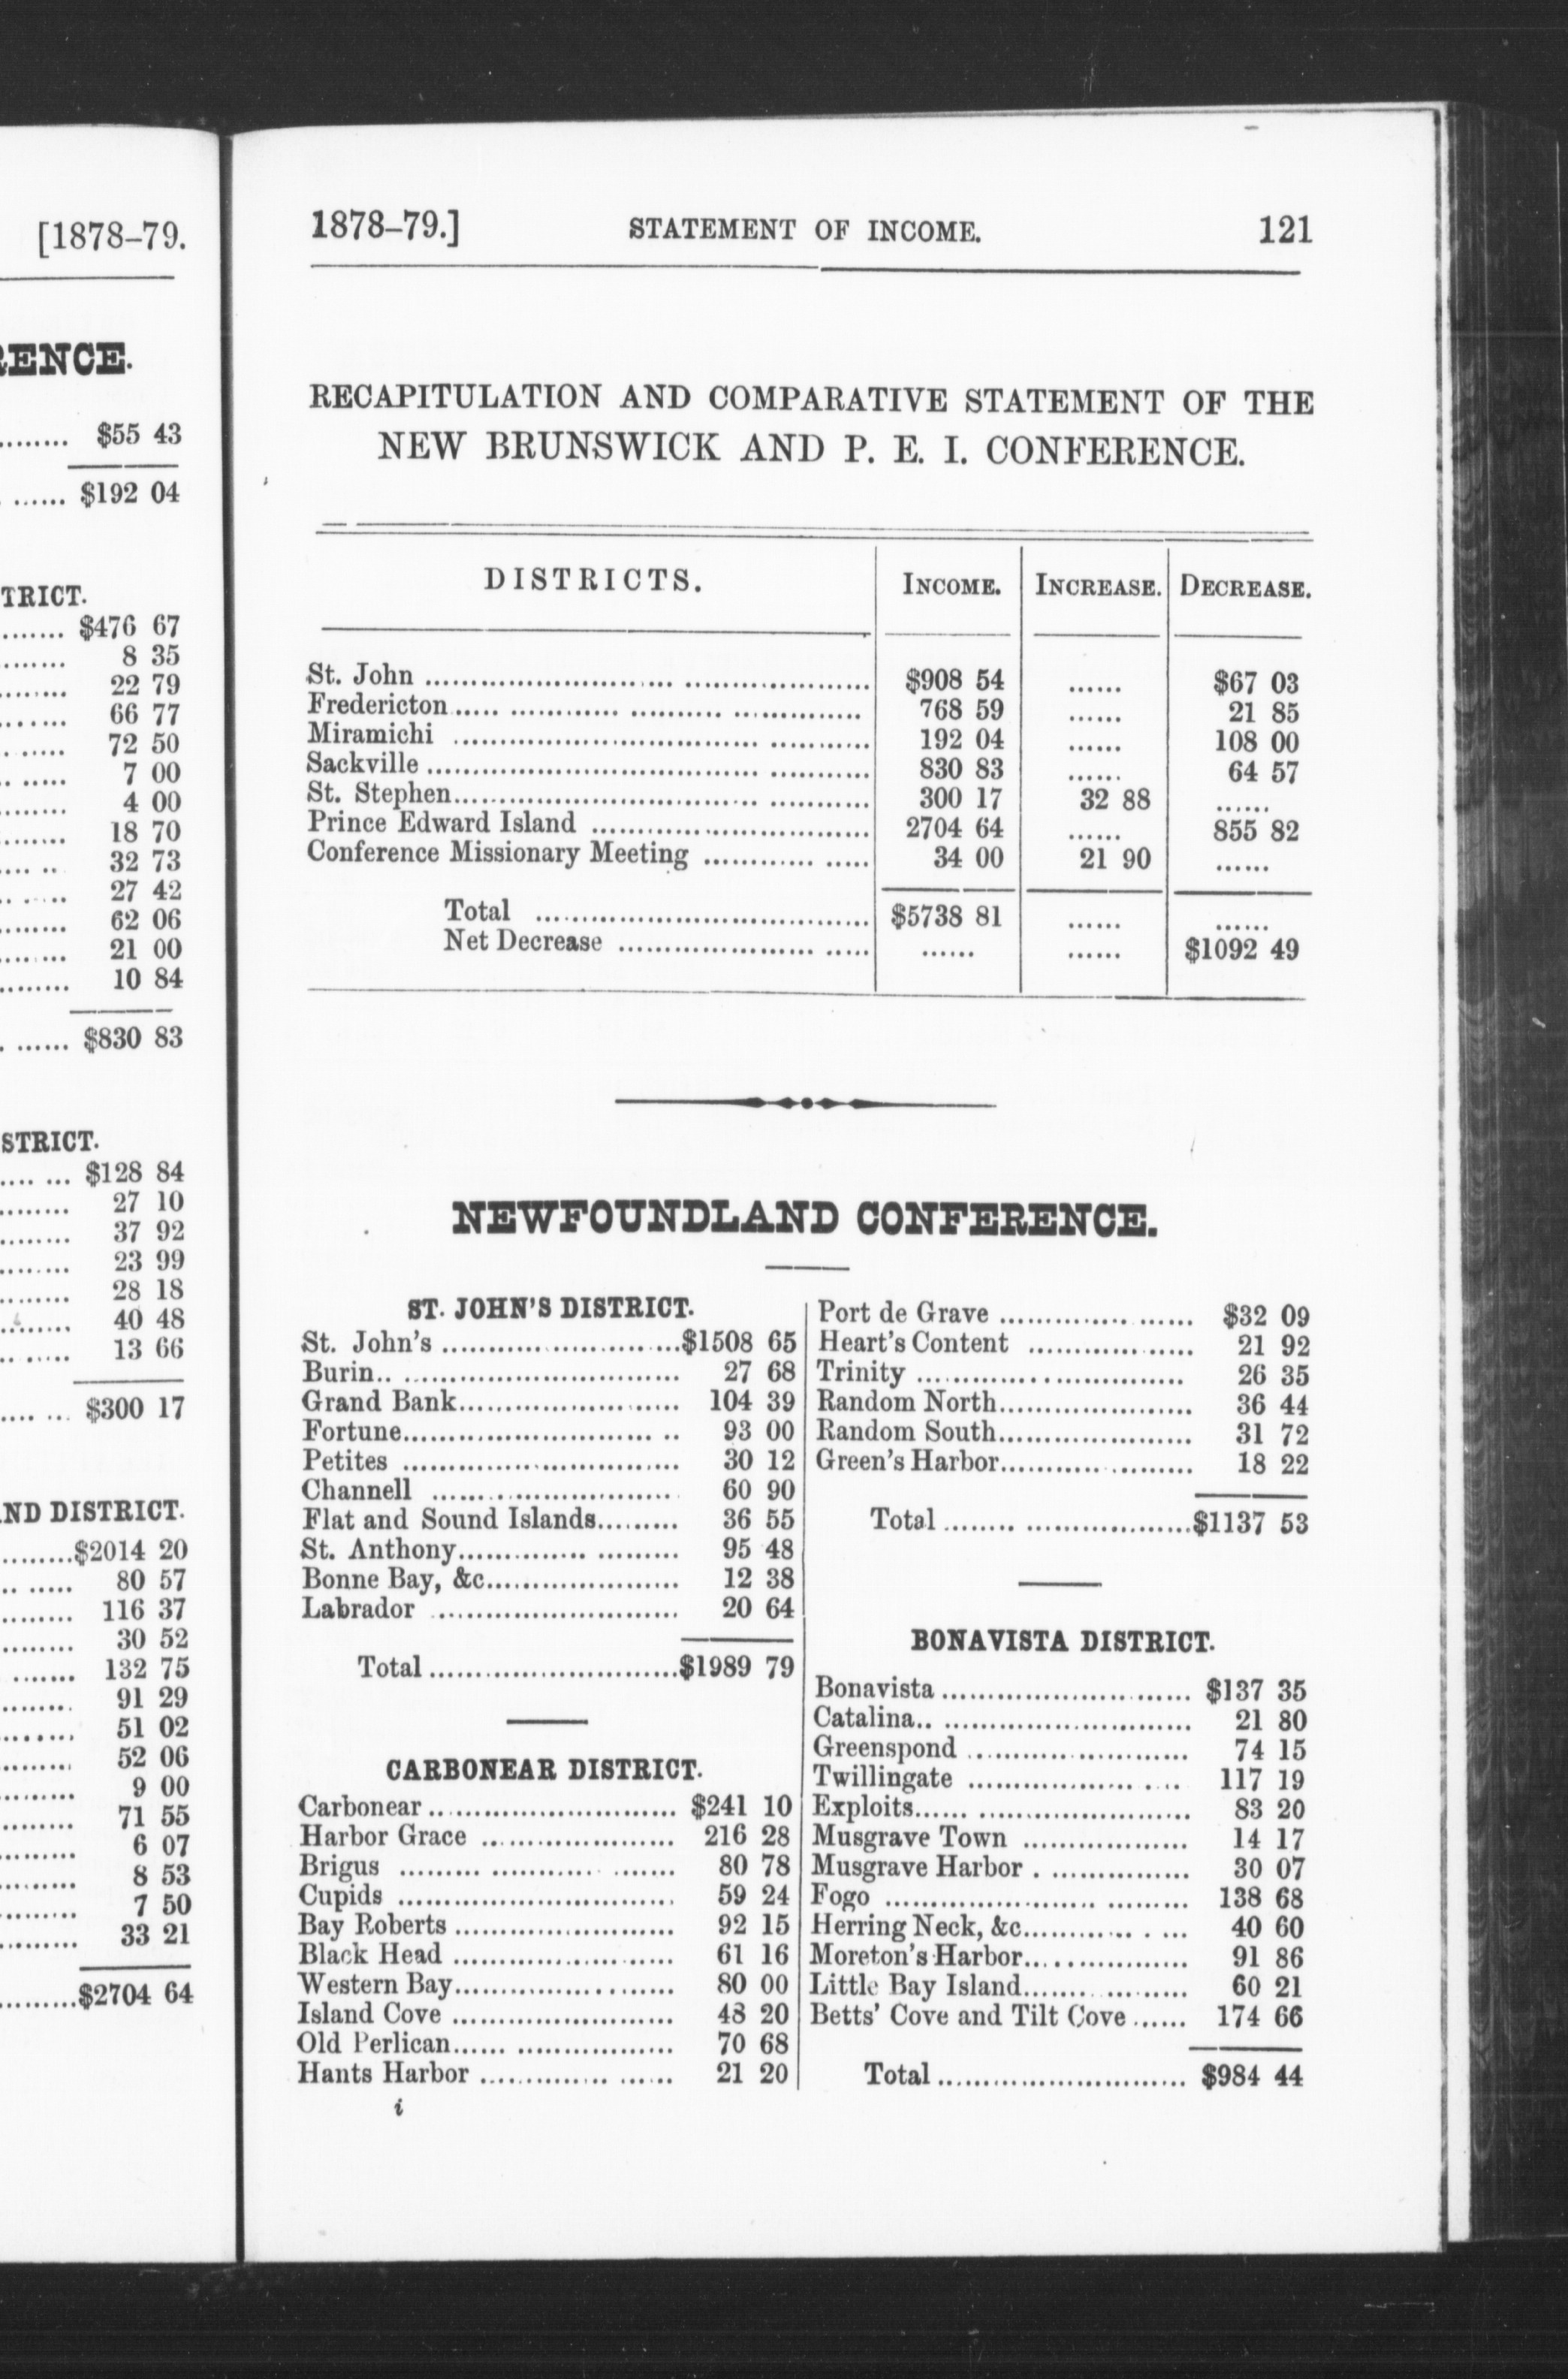 [1878–79.
RENCE.
........ $55 43
...... $192 04
TRICT.
....... $476 67
........ 8 35
........ 22 79
....... 66 77
...... 72 50
...... 7 00
........ 4 00
........ 18 70
...... 32 73
...... 27 42
........ 62 06
........ 21 00
........ 10 84
...... $830 83
STRICT.
....... $128 84
........ 27 10
........ 37 92
........ 23 99
........ 28 18
........ 40 48
....... 13 66
....... $300 17
ND DISTRICT.
.........$2014 20
....... 80 57
........ 116 37
........ 30 52
....... 132 75
........ 91 29
........ 51 02
........ 52 06
......... 9 00
......... 71 55
......... 6 07
......... 8 53
......... 7 50
......... 33 21
.........$2704 64
1878–79.] STATEMENT OF INCOME. 121
RECAPITULATION AND COMPARATIVE STATEMENT OF THE
NEW BRUNSWICK AND P. E. I. CONFERENCE.
DISTRICTS. INCOME. INCREASE. DECREASE.
St. John ........ $908 54 ...... $67 03
Fredericton ........ 768 59 ...... 21 85
Miramichi ........ 192 04 ...... 108 00
Sackville ........ 830 83 ...... 64 57
St. Stephen ........ 300 17 32 88 ......
Prince Edward Island ........ 2704 64 ...... 855 82
Conference Missionary Meeting ........ 34 00 21 90 ......
Total ........ $5738 81 ...... ......
Net Decrease ........ ...... ...... $1092 49
NEWFOUNDLAND CONFERENCE.
ST. JOHN'S DISTRICT.
St. John's ........ $1508 65
Burin ........ 27 68
Grand Bank ........ 104 39
Fortune ........ 93 00
Petites ........ 30 12
Channell ........ 60 90
Flat and Sound Islands ........ 36 55
St. Anthony ........ 95 48
Bonne Bay, &c ........ 12 38
Labrador ........ 20 64
Total ........ $1989 79
CARBONEAR DISTRICT.
Carbonear ........ $241 10
Harbor Grace ........ 216 28
Brigus ........ 80 78
Cupids ........ 59 24
Bay Roberts ........ 92 15
Black Head ........ 61 16
Western Bay ........ 80 00
Island Cove ........ 48 20
Old Perlican ........ 70 68
Hants Harbor ........ 21 20
i
Port de Grave ........ $32 09
Heart's Content ........ 21 92
Trinity ........ 26 35
Random North ........ 36 44
Random South ........ 31 72
Green's Harbor ........ 18 22
Total ........ $1137 53
BONAVISTA DISTRICT.
Bonavista ........ $137 35
Catalina ........ 21 80
Greenspond ........ 74 15
Twillingate ........ 117 19
Exploits ........ 83 20
Musgrave Town ........ 14 17
Musgrave Harbor ........ 30 07
Fogo ........ 138 68
Herring Neck, &c ........ 40 60
Moreton's Harbor ........ 91 86
Little Bay Island ........ 60 21
Betts' Cove and Tilt Cove ...... 174 66
Total ........ $984 44